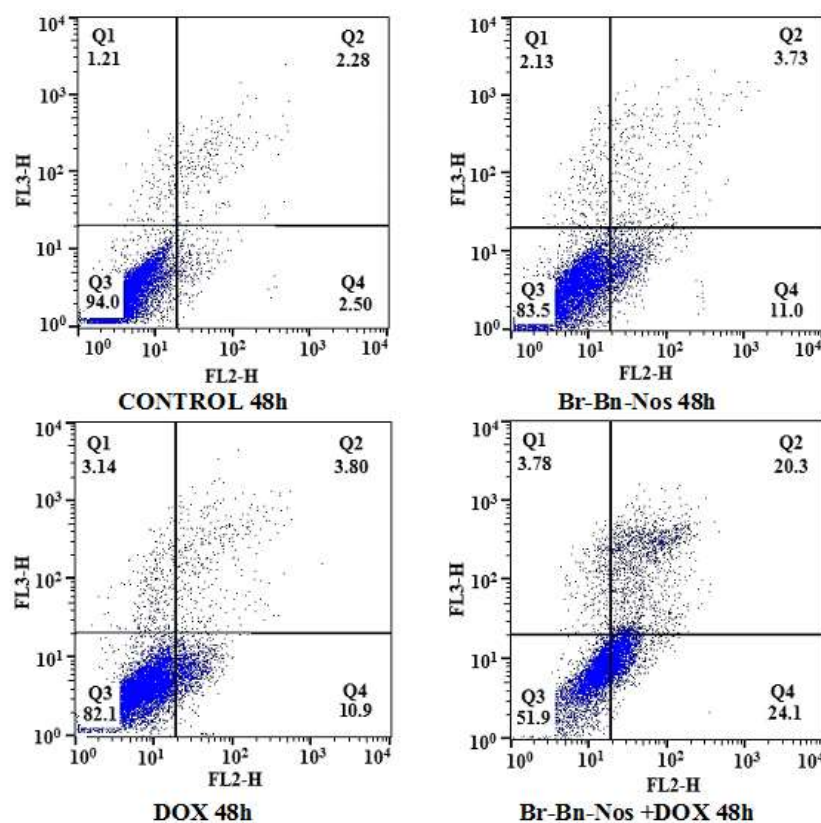 10⁴
Q1
1.21
Q2
2.28
10³
FL3-H
10²
10¹
Q3
94.0
Q4
2.50
10⁰
10⁰ 10¹ 10² 10³ 10⁴
FL2-H
CONTROL 48h
10⁴
Q1
2.13
Q2
3.73
10³
FL3-H
10²
10¹
Q3
83.5
Q4
11.0
10⁰
10⁰ 10¹ 10² 10³ 10⁴
FL2-H
Br-Bn-Nos 48h
10⁴
Q1
3.14
Q2
3.80
10³
FL3-H
10²
10¹
Q3
82.1
Q4
10.9
10⁰
10⁰ 10¹ 10² 10³ 10⁴
FL2-H
DOX 48h
10⁴
Q1
3.78
Q2
20.3
10³
FL3-H
10²
10¹
Q3
51.9
Q4
24.1
10⁰
10⁰ 10¹ 10² 10³ 10⁴
FL2-H
Br-Bn-Nos +DOX 48h